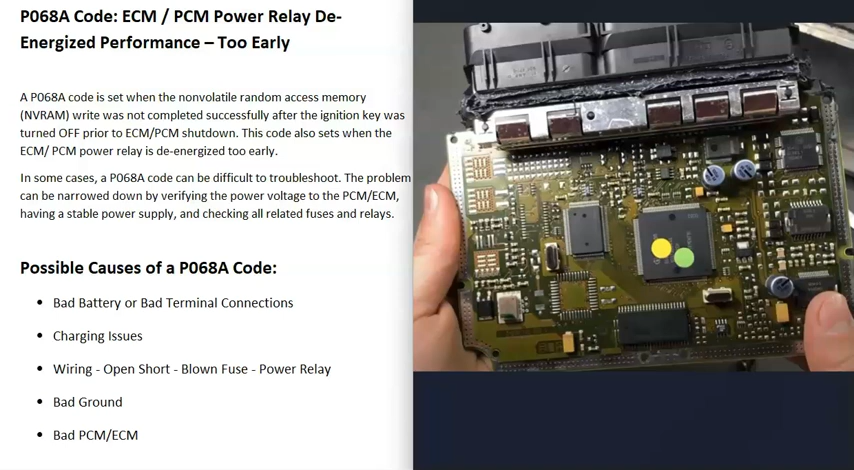 P068A Code: ECM / PCM Power Relay De-
Energized Performance – Too Early
A P068A code is set when the nonvolatile random access memory
(NVRAM) write was not completed successfully after the ignition key was
turned OFF prior to ECM/PCM shutdown. This code also sets when the
ECM/ PCM power relay is de-energized too early.
In some cases, a P068A code can be difficult to troubleshoot. The problem
can be narrowed down by verifying the power voltage to the PCM/ECM,
having a stable power supply, and checking all related fuses and relays.
Possible Causes of a P068A Code:
• Bad Battery or Bad Terminal Connections
• Charging Issues
• Wiring - Open Short - Blown Fuse - Power Relay
• Bad Ground
• Bad PCM/ECM